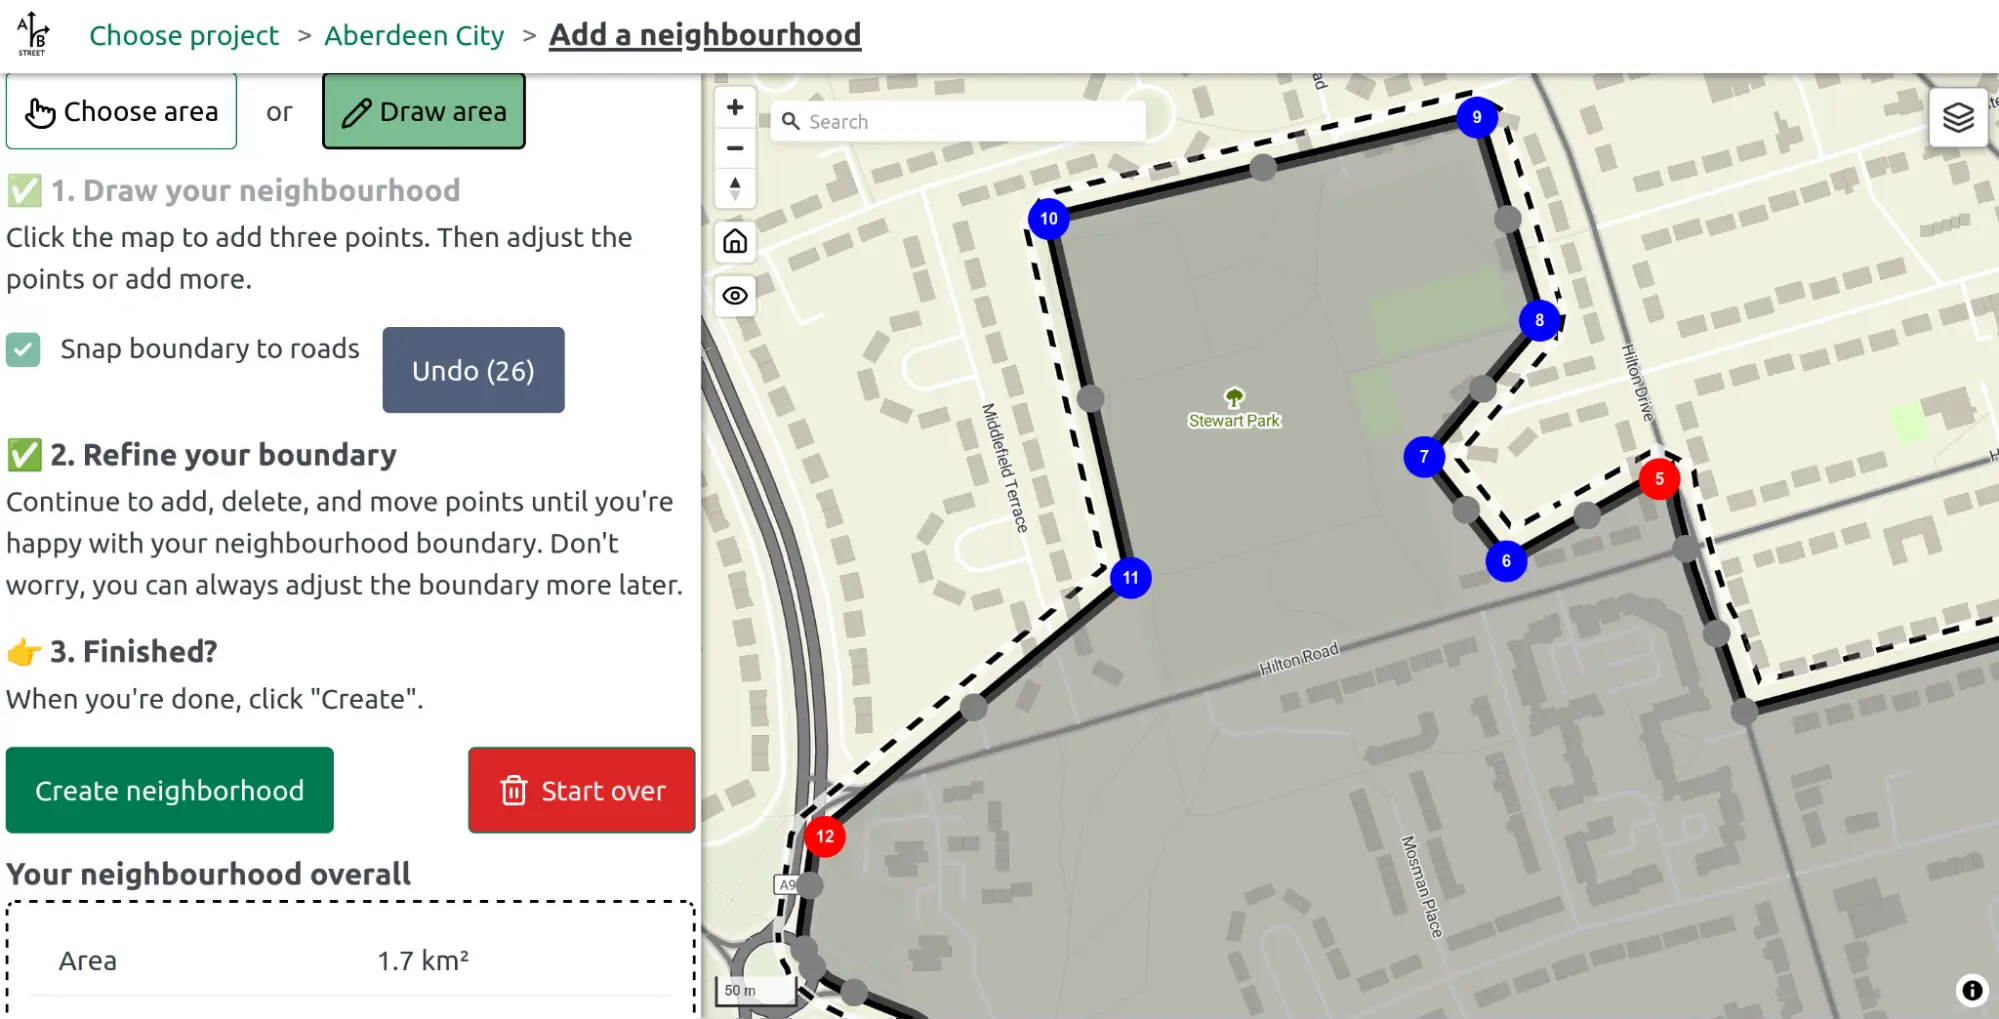 A/B
STREET
Choose project > Aberdeen City > Add a neighbourhood
Choose area or Draw area
✅ 1. Draw your neighbourhood
Click the map to add three points. Then adjust the
points or add more.
Snap boundary to roads
Undo (26)
✅ 2. Refine your boundary
Continue to add, delete, and move points until you're
happy with your neighbourhood boundary. Don't
worry, you can always adjust the boundary more later.
👉 3. Finished?
When you're done, click "Create".
Create neighborhood
Start over
Your neighbourhood overall
Area 1.7 km²
Search
9
10
8
Hilton Drive
Stewart Park
Middlefield Terrace
7
5
6
11
Hilton Road
12
Mosman Place
A9
50 m